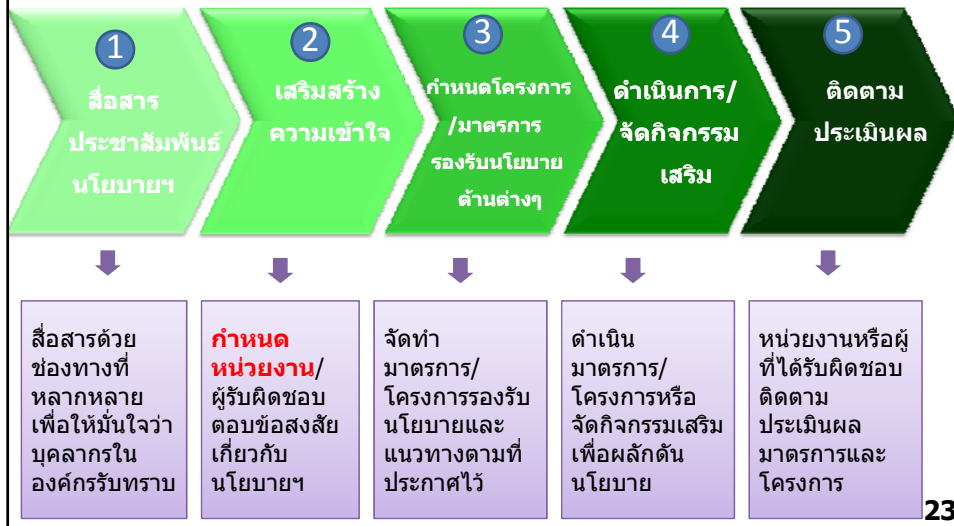 1
สื่อสาร
ประชาสัมพันธ์
นโยบายฯ
2
เสริมสร้าง
ความเข้าใจ
3
กำหนดโครงการ
/มาตรการ
รองรับนโยบาย
ด้านต่างๆ
4
ดำเนินการ/
จัดกิจกรรม
เสริม
5
ติดตาม
ประเมินผล
สื่อสารด้วย
ช่องทางที่
หลากหลาย
เพื่อให้มั่นใจว่า
บุคลากรใน
องค์กรรับทราบ
กำหนด
หน่วยงาน/
ผู้รับผิดชอบ
ตอบข้อสงสัย
เกี่ยวกับ
นโยบายฯ
จัดทำ
มาตรการ/
โครงการรองรับ
นโยบายและ
แนวทางตามที่
ประกาศไว้
ดำเนิน
มาตรการ/
โครงการหรือ
จัดกิจกรรมเสริม
เพื่อผลักดัน
นโยบาย
หน่วยงานหรือผู้
ที่ได้รับผิดชอบ
ติดตาม
ประเมินผล
มาตรการและ
โครงการ
23